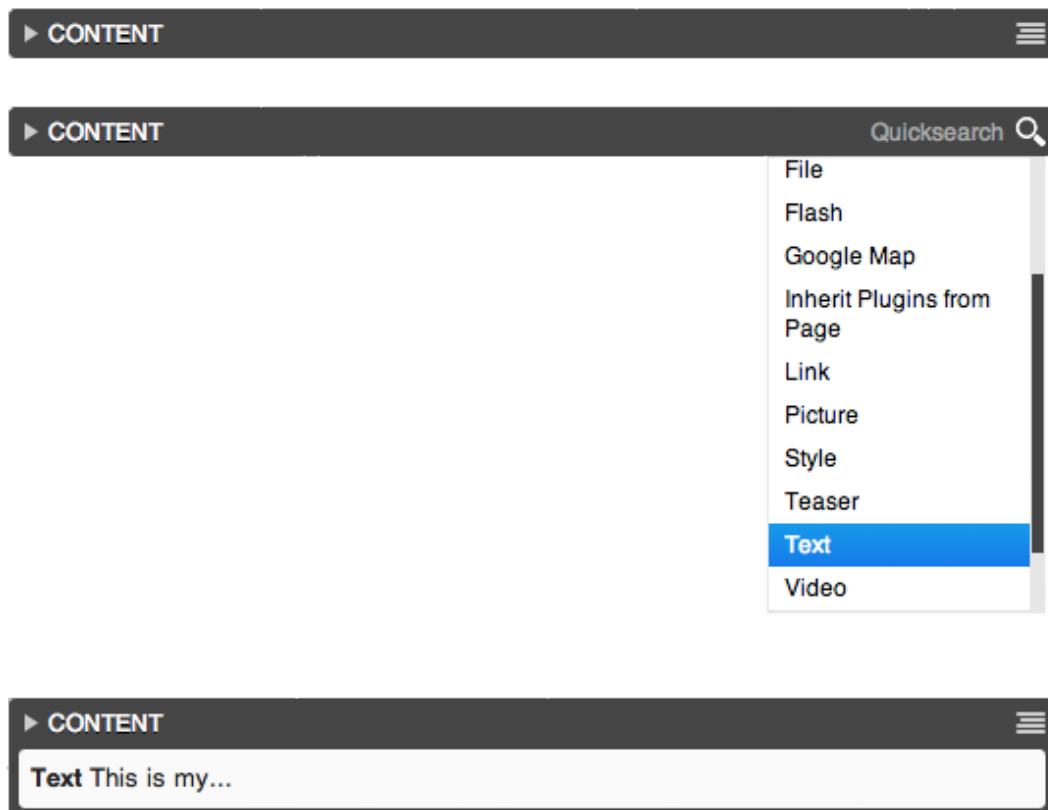 CONTENT
CONTENT Quicksearch
File
Flash
Google Map
Inherit Plugins from
Page
Link
Picture
Style
Teaser
Text
Video
CONTENT
Text This is my...